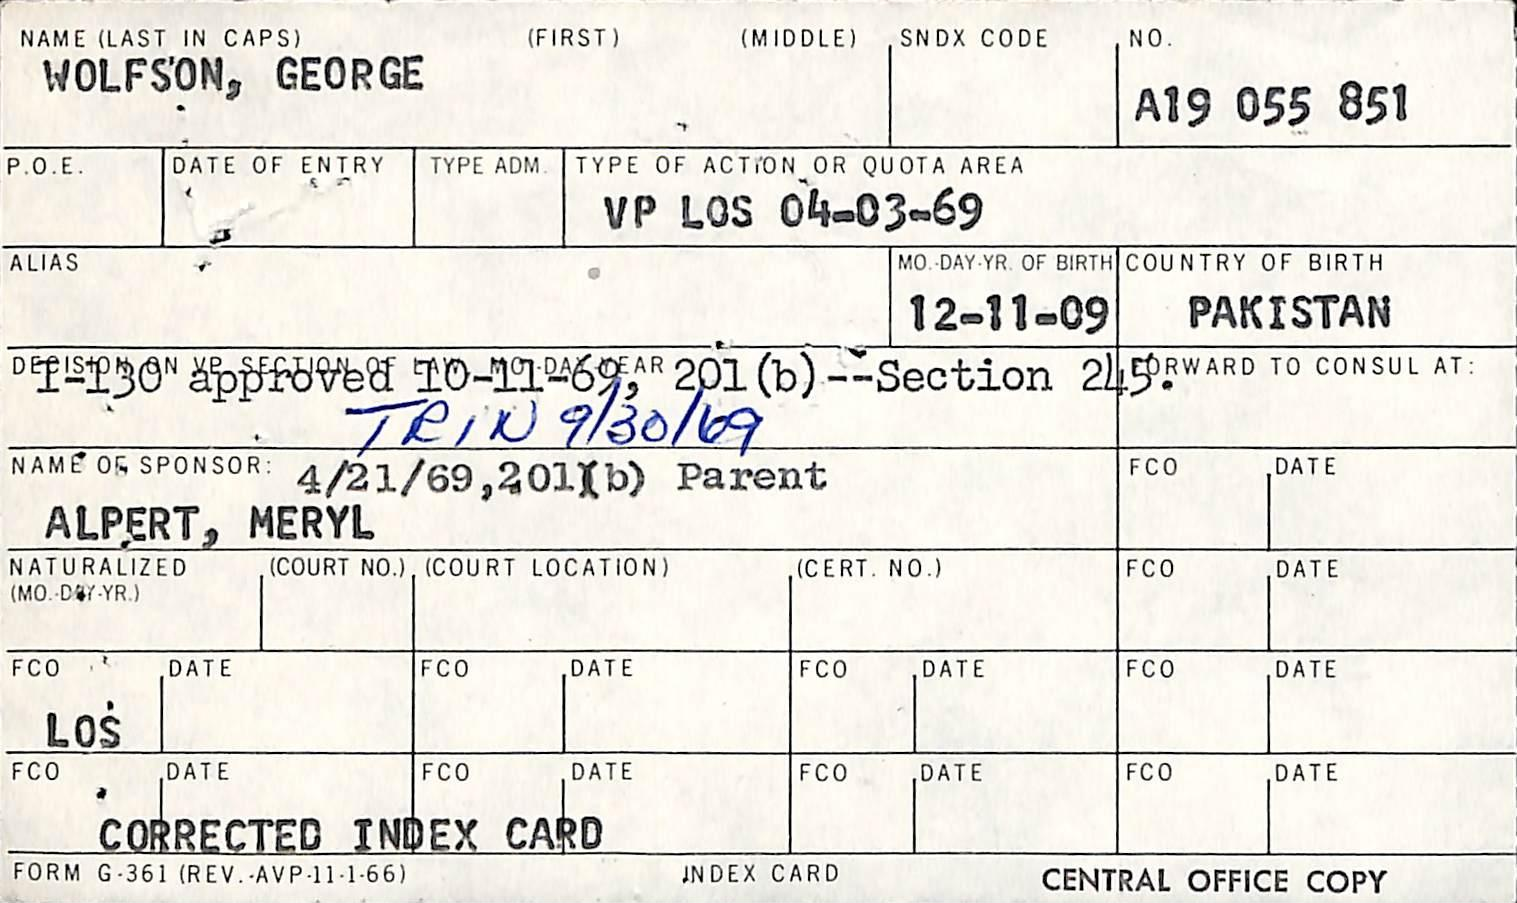 NAME (LAST IN CAPS) (FIRST) (MIDDLE) SNDX CODE NO.
WOLFSON, GEORGE
A19 055 851
P.O.E. DATE OF ENTRY TYPE ADM. TYPE OF ACTION OR QUOTA AREA
VP LOS 04-03-69
ALIAS MO.-DAY-YR. OF BIRTH COUNTRY OF BIRTH
12-11-09 PAKISTAN
DECISION ON VP SECTION OF LAW MO.-DAY-YEAR FORWARD TO CONSUL AT:
I-130 approved 10-11-69, 201(b)--Section 245.
TRIN 9/30/69
NAME OF SPONSOR: 4/21/69,201(b) Parent FCO DATE
ALPERT, MERYL
NATURALIZED (COURT NO.) (COURT LOCATION) (CERT. NO.) FCO DATE
(MO.-DAY-YR.)
FCO DATE FCO DATE FCO DATE FCO DATE
LOS
FCO DATE FCO DATE FCO DATE FCO DATE
CORRECTED INDEX CARD
FORM G-361 (REV.-AVP-11-1-66) INDEX CARD CENTRAL OFFICE COPY